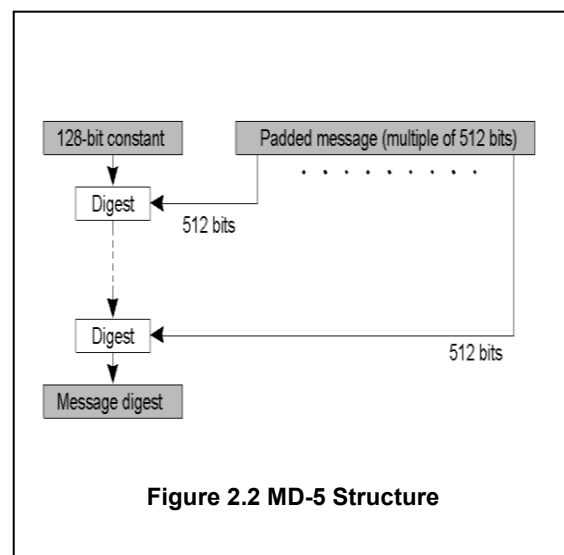 128-bit constant
Padded message (multiple of 512 bits)
Digest
512 bits
Digest
512 bits
Message digest
Figure 2.2 MD-5 Structure